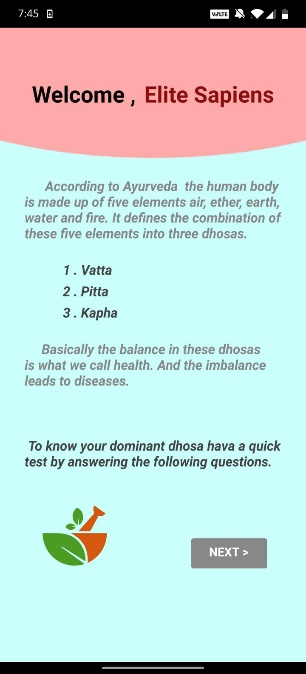 7:45
VoLTE
Welcome , Elite Sapiens
According to Ayurveda the human body
is made up of five elements air, ether, earth,
water and fire. It defines the combination of
these five elements into three dhosas.
1 . Vatta
2 . Pitta
3 . Kapha
Basically the balance in these dhosas
is what we call health. And the imbalance
leads to diseases.
To know your dominant dhosa hava a quick
test by answering the following questions.
NEXT >